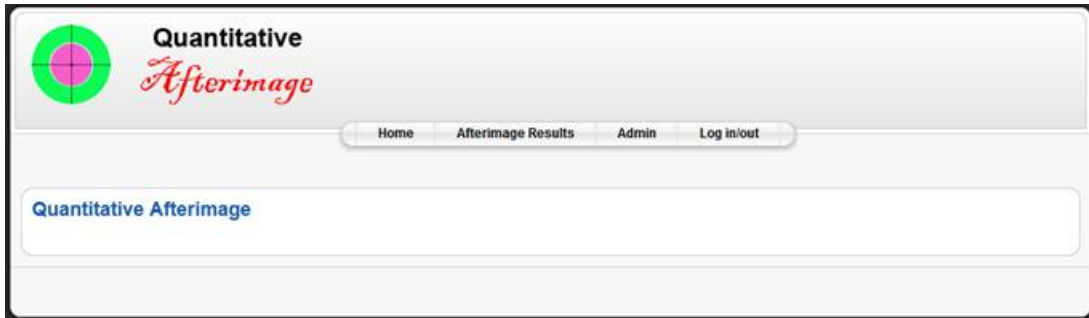 Quantitative
Afterimage
Home Afterimage Results Admin Log in/out
Quantitative Afterimage